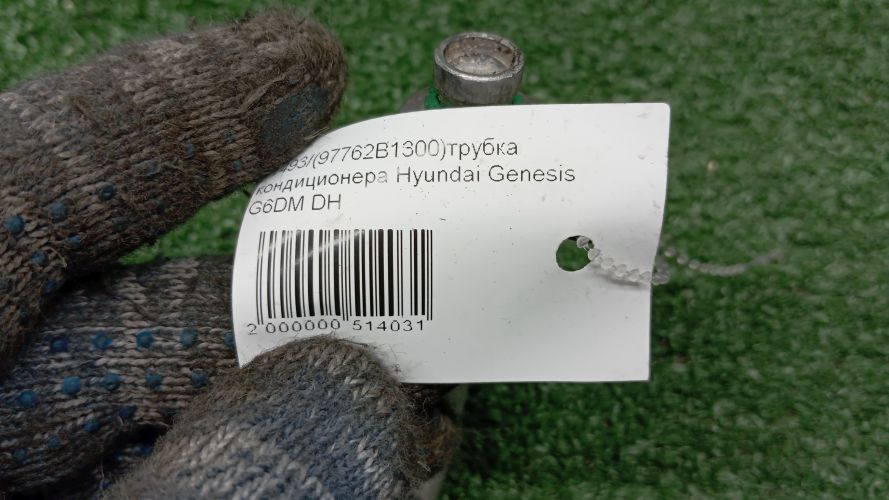 93/(97762B1300)трубка
кондиционера Hyundai Genesis
G6DM DH
2 000000 514031